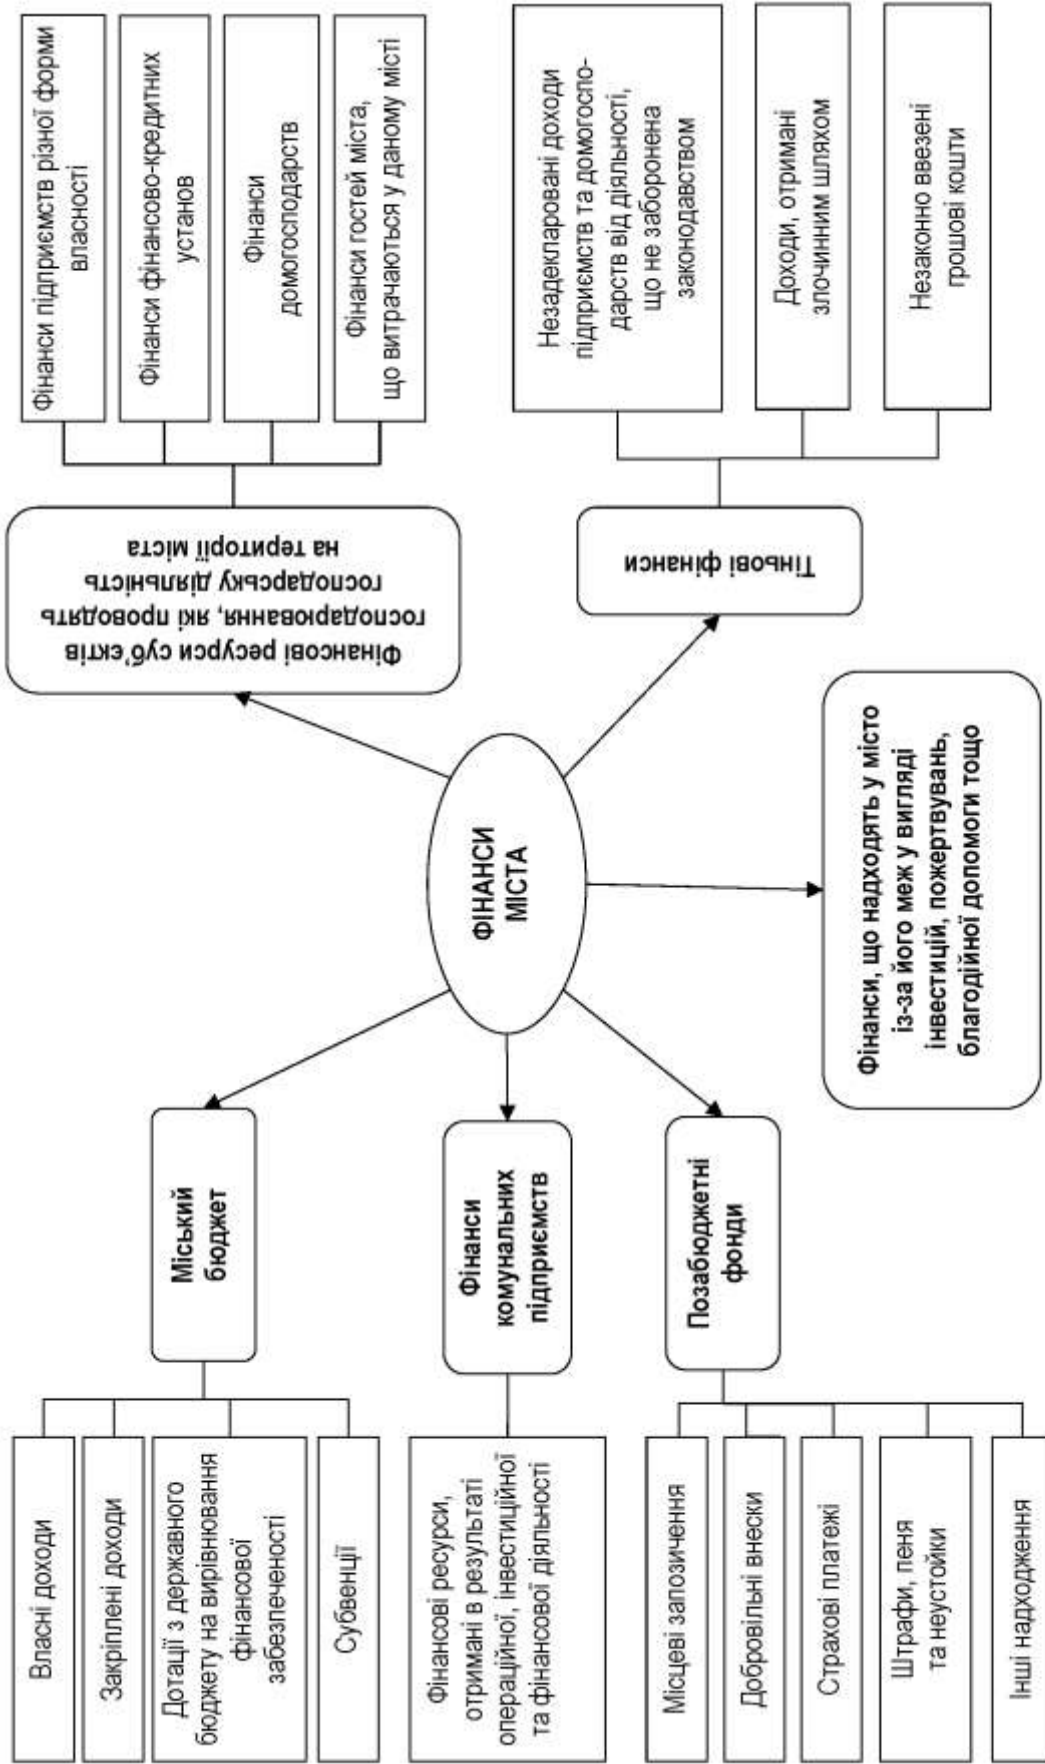 ФІНАНСИ
МІСТА
Міський
бюджет
Власні доходи
Закріплені доходи
Дотації з державного
бюджету на вирівнювання
фінансової
забезпеченості
Субвенції
Фінанси
комунальних
підприємств
Фінансові ресурси,
отримані в результаті
операційної, інвестиційної
та фінансової діяльності
Позабюджетні
фонди
Місцеві запозичення
Добровільні внески
Страхові платежі
Штрафи, пеня
та неустойки
Інші надходження
Фінансові ресурси суб’єктів
господарювання, які проводять
господарську діяльність
на території міста
Фінанси підприємств різної форми
власності
Фінанси фінансово-кредитних
установ
Фінанси
домогосподарств
Фінанси гостей міста,
що витрачаються у даному місті
Тіньові фінанси
Незадекларовані доходи
підприємств та домогоспо-
дарств від діяльності,
що не заборонена
законодавством
Доходи, отримані
злочинним шляхом
Незаконно ввезені
грошові кошти
Фінанси, що надходять у місто
із-за його меж у вигляді
інвестицій, пожертвувань,
благодійної допомоги тощо